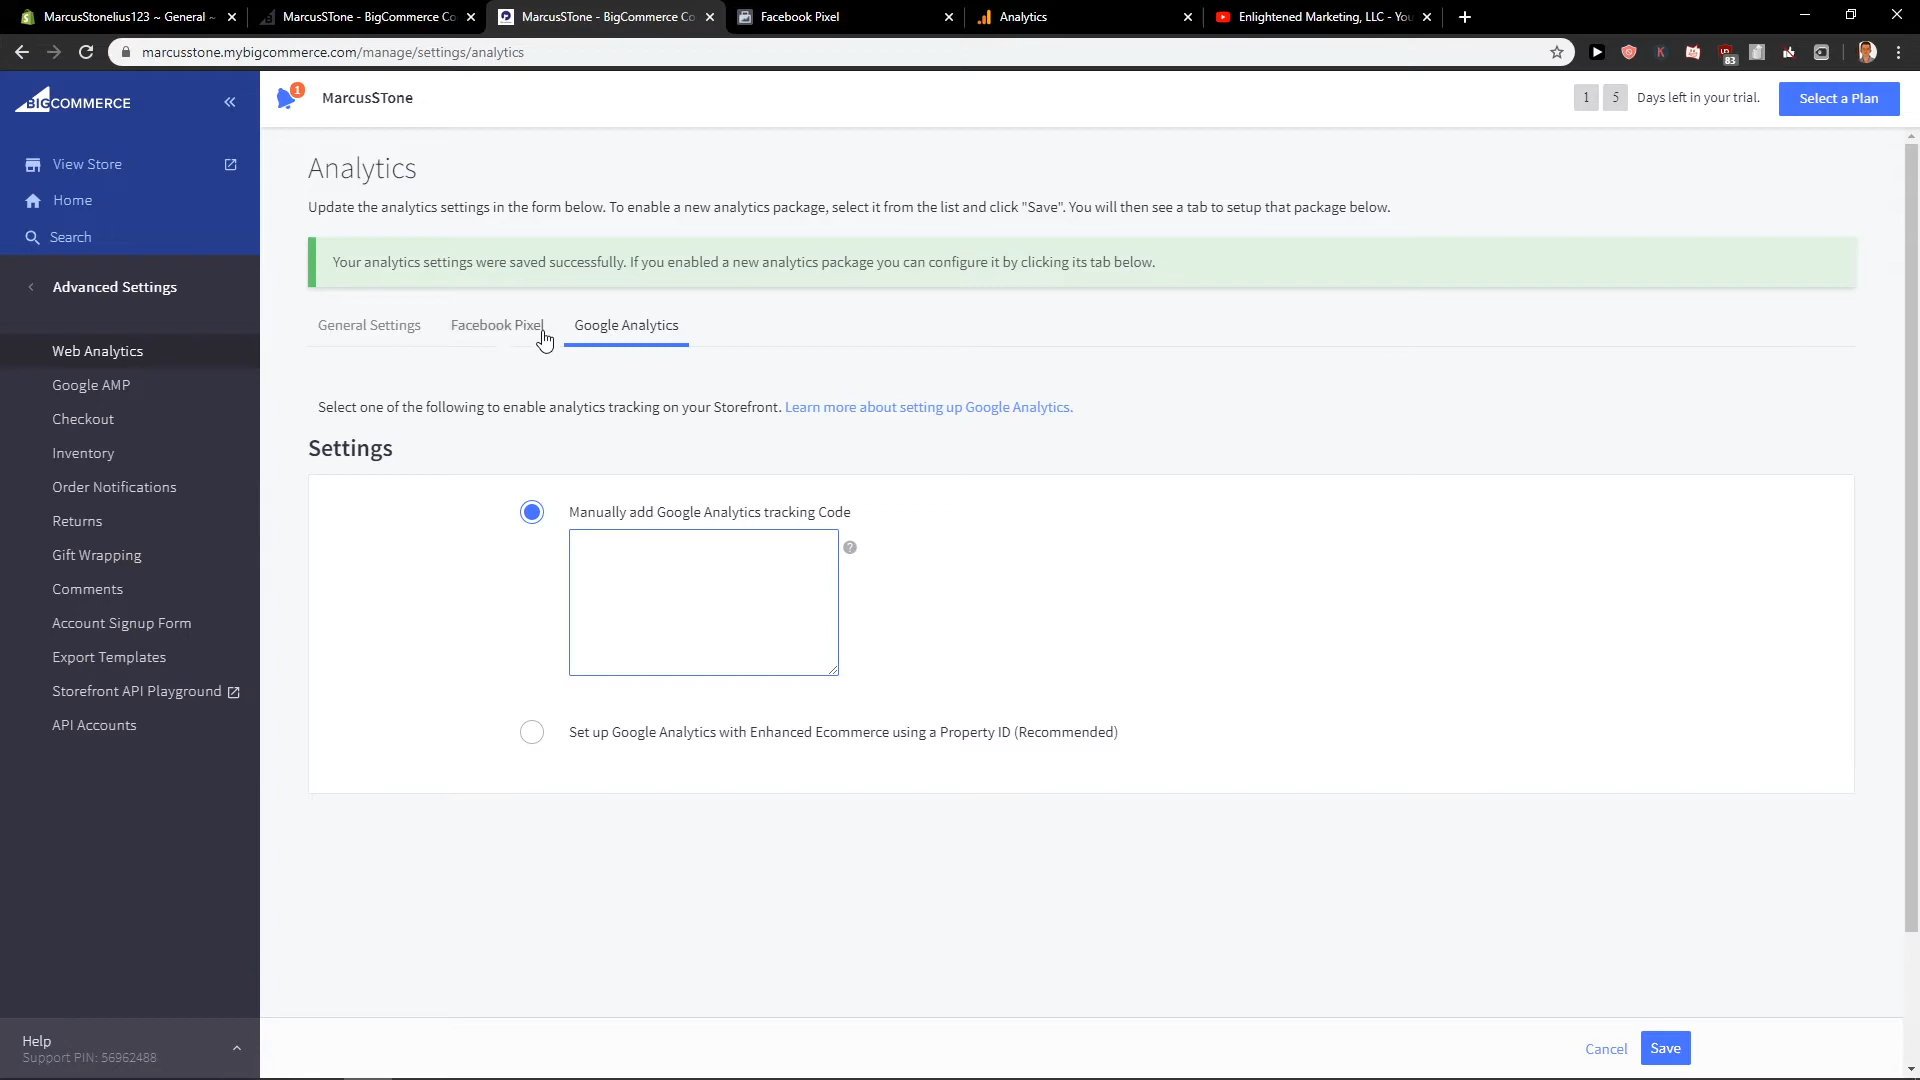 MarcusStonelius123 ~ General ~
MarcusSTone - BigCommerce Co
MarcusSTone - BigCommerce Co
Facebook Pixel
Analytics
Enlightened Marketing, LLC - You
marcusstone.mybigcommerce.com/manage/settings/analytics
83
BIGCOMMERCE
1
MarcusSTone
1 5 Days left in your trial.
Select a Plan
View Store
Home
Search
Advanced Settings
Web Analytics
Google AMP
Checkout
Inventory
Order Notifications
Returns
Gift Wrapping
Comments
Account Signup Form
Export Templates
Storefront API Playground
API Accounts
Help
Support PIN: 56962488
Analytics
Update the analytics settings in the form below. To enable a new analytics package, select it from the list and click "Save". You will then see a tab to setup that package below.
Your analytics settings were saved successfully. If you enabled a new analytics package you can configure it by clicking its tab below.
General Settings
Facebook Pixel
Google Analytics
Select one of the following to enable analytics tracking on your Storefront. Learn more about setting up Google Analytics.
Settings
Manually add Google Analytics tracking Code
?
Set up Google Analytics with Enhanced Ecommerce using a Property ID (Recommended)
Cancel
Save